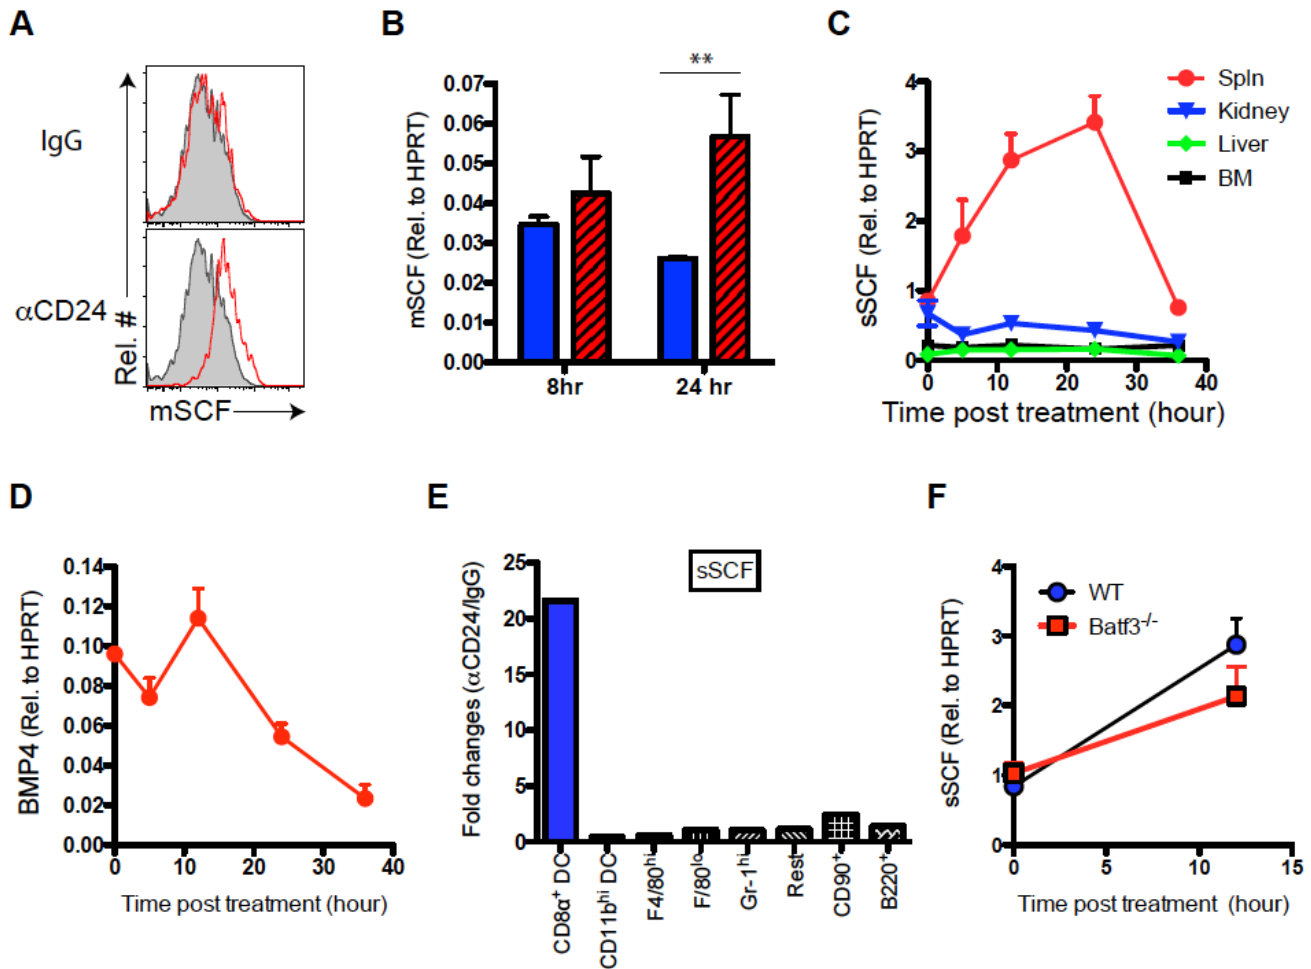 A
IgG
αCD24
Rel. #
mSCF
B
**
mSCF (Rel. to HPRT)
0.07
0.06
0.05
0.04
0.03
0.02
0.01
0.00
8hr
24 hr
C
sSCF (Rel. to HPRT)
4
3
2
1
0
0
10
20
30
40
Time post treatment (hour)
Spln
Kidney
Liver
BM
D
BMP4 (Rel. to HPRT)
0.14
0.12
0.10
0.08
0.06
0.04
0.02
0.00
0
10
20
30
40
Time post treatment (hour)
E
sSCF
Fold changes (αCD24/IgG)
25
20
15
10
5
0
CD8α+ DC
CD11bhi DC
F4/80hi
F/80lo
Gr-1hi
Rest
CD90+
B220+
F
sSCF (Rel. to HPRT)
4
3
2
1
0
0
5
10
15
Time post treatment (hour)
WT
Batf3-/-